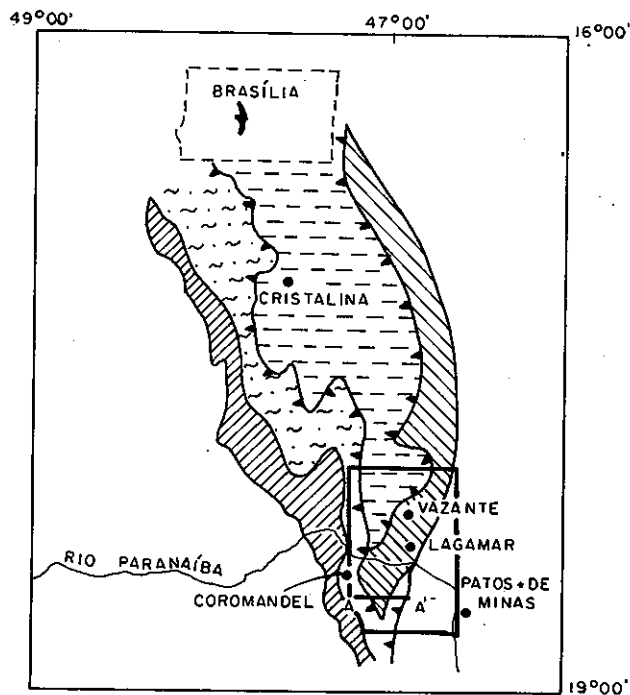 49°00'
47°00'
16°00'
BRASÍLIA
CRISTALINA
VAZANTE
LAGAMAR
RIO PARANAÍBA
PATOS DE
MINAS
COROMANDEL
A
A'
19°00'